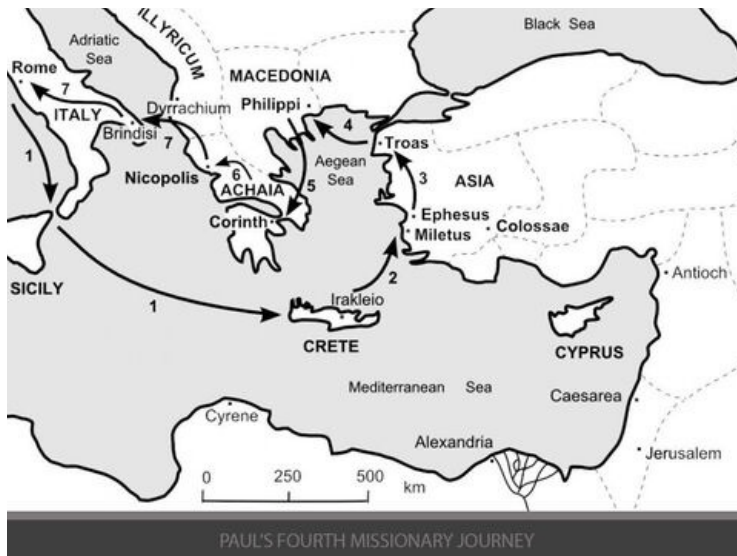 Black Sea
ILLYRICUM
Adriatic
Sea
Rome
7
MACEDONIA
Philippi
ITALY
Dyrrachium
Brindisi
7
4
Troas
1
Nicopolis
6
ACHAIA
5
Aegean
Sea
3
ASIA
Corinth
Ephesus
Miletus
Colossae
SICILY
1
2
Antioch
Irakleio
CRETE
CYPRUS
Mediterranean Sea
Caesarea
Cyrene
Alexandria
Jerusalem
0 250 500
km
PAUL'S FOURTH MISSIONARY JOURNEY